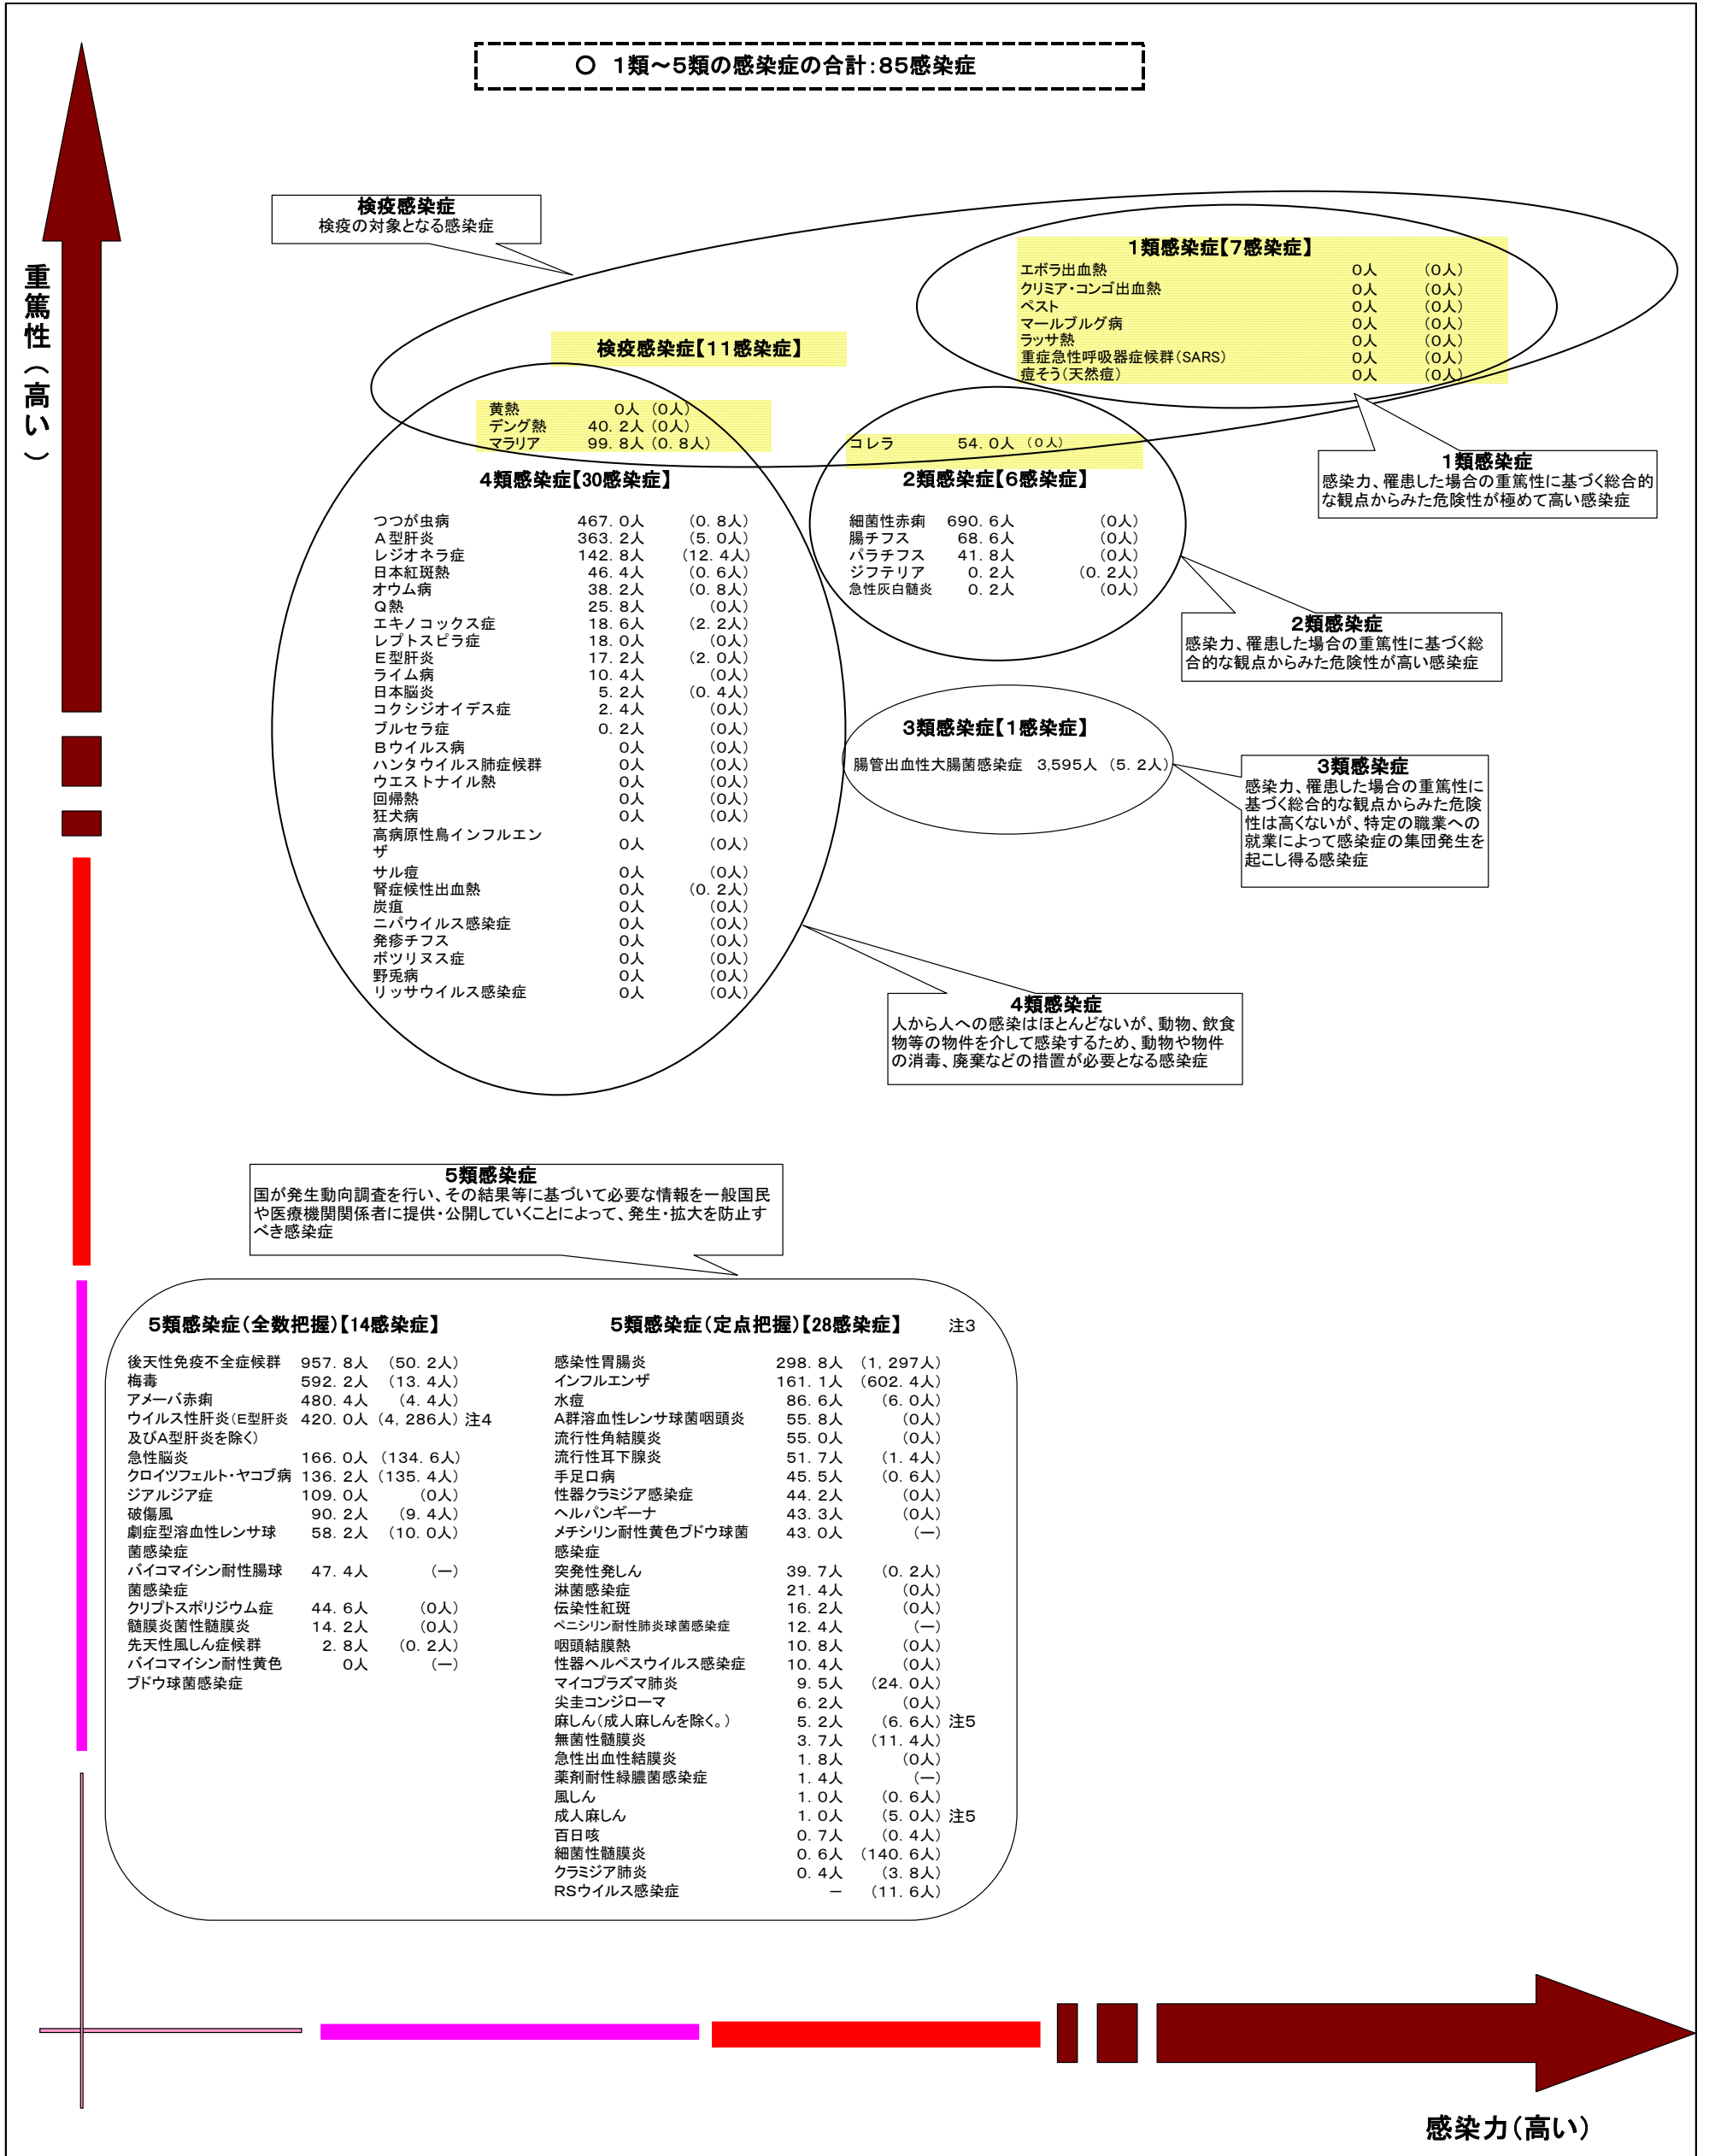 ○ 1類～5類の感染症の合計：85感染症
重篤性（高い）
検疫感染症
検疫の対象となる感染症
1類感染症【7感染症】
エボラ出血熱 0人 （0人）
クリミア・コンゴ出血熱 0人 （0人）
ペスト 0人 （0人）
マールブルグ病 0人 （0人）
ラッサ熱 0人 （0人）
重症急性呼吸器症候群（SARS） 0人 （0人）
痘そう（天然痘） 0人 （0人）
検疫感染症【11感染症】
黄熱 0人 （0人）
デング熱 40．2人 （0人）
マラリア 99．8人 （0．8人）
コレラ 54．0人 （0人）
1類感染症
感染力、罹患した場合の重篤性に基づく総合的
な観点からみた危険性が極めて高い感染症
4類感染症【30感染症】
つつが虫病 467．0人 （0．8人）
A型肝炎 363．2人 （5．0人）
レジオネラ症 142．8人 （12．4人）
日本紅斑熱 46．4人 （0．6人）
オウム病 38．2人 （0．8人）
Q熱 25．8人 （0人）
エキノコックス症 18．6人 （2．2人）
レプトスピラ症 18．0人 （0人）
E型肝炎 17．2人 （2．0人）
ライム病 10．4人 （0人）
日本脳炎 5．2人 （0．4人）
コクシジオイデス症 2．4人 （0人）
ブルセラ症 0．2人 （0人）
Bウイルス病 0人 （0人）
ハンタウイルス肺症候群 0人 （0人）
ウエストナイル熱 0人 （0人）
回帰熱 0人 （0人）
狂犬病 0人 （0人）
高病原性鳥インフルエン
ザ 0人 （0人）
サル痘 0人 （0人）
腎症候性出血熱 0人 （0．2人）
炭疽 0人 （0人）
ニパウイルス感染症 0人 （0人）
発疹チフス 0人 （0人）
ボツリヌス症 0人 （0人）
野兎病 0人 （0人）
リッサウイルス感染症 0人 （0人）
2類感染症【6感染症】
細菌性赤痢 690．6人 （0人）
腸チフス 68．6人 （0人）
パラチフス 41．8人 （0人）
ジフテリア 0．2人 （0．2人）
急性灰白髄炎 0．2人 （0人）
2類感染症
感染力、罹患した場合の重篤性に基づく総
合的な観点からみた危険性が高い感染症
3類感染症【1感染症】
腸管出血性大腸菌感染症 3,595人 （5．2人）
3類感染症
感染力、罹患した場合の重篤性に
基づく総合的な観点からみた危険
性は高くないが、特定の職業への
就業によって感染症の集団発生を
起こし得る感染症
4類感染症
人から人への感染はほとんどないが、動物、飲食
物等の物件を介して感染するため、動物や物件
の消毒、廃棄などの措置が必要となる感染症
5類感染症
国が発生動向調査を行い、その結果等に基づいて必要な情報を一般国民
や医療機関関係者に提供・公開していくことによって、発生・拡大を防止す
べき感染症
5類感染症（全数把握）【14感染症】
後天性免疫不全症候群 957．8人 （50．2人）
梅毒 592．2人 （13．4人）
アメーバ赤痢 480．4人 （4．4人）
ウイルス性肝炎（E型肝炎 420．0人 （4，286人） 注4
及びA型肝炎を除く）
急性脳炎 166．0人 （134．6人）
クロイツフェルト・ヤコブ病 136．2人 （135．4人）
ジアルジア症 109．0人 （0人）
破傷風 90．2人 （9．4人）
劇症型溶血性レンサ球 58．2人 （10．0人）
菌感染症
バイコマイシン耐性腸球 47．4人 （―）
菌感染症
クリプトスポリジウム症 44．6人 （0人）
髄膜炎菌性髄膜炎 14．2人 （0人）
先天性風しん症候群 2．8人 （0．2人）
バイコマイシン耐性黄色 0人 （―）
ブドウ球菌感染症
5類感染症（定点把握）【28感染症】 注3
感染性胃腸炎 298．8人 （1，297人）
インフルエンザ 161．1人 （602．4人）
水痘 86．6人 （6．0人）
A群溶血性レンサ球菌咽頭炎 55．8人 （0人）
流行性角結膜炎 55．0人 （0人）
流行性耳下腺炎 51．7人 （1．4人）
手足口病 45．5人 （0．6人）
性器クラミジア感染症 44．2人 （0人）
ヘルパンギーナ 43．3人 （0人）
メチシリン耐性黄色ブドウ球菌 43．0人 （―）
感染症
突発性発しん 39．7人 （0．2人）
淋菌感染症 21．4人 （0人）
伝染性紅斑 16．2人 （0人）
ペニシリン耐性肺炎球菌感染症 12．4人 （―）
咽頭結膜熱 10．8人 （0人）
性器ヘルペスウイルス感染症 10．4人 （0人）
マイコプラズマ肺炎 9．5人 （24．0人）
尖圭コンジローマ 6．2人 （0人）
麻しん（成人麻しんを除く。） 5．2人 （6．6人） 注5
無菌性髄膜炎 3．7人 （11．4人）
急性出血性結膜炎 1．8人 （0人）
薬剤耐性緑膿菌感染症 1．4人 （―）
風しん 1．0人 （0．6人）
成人麻しん 1．0人 （5．0人） 注5
百日咳 0．7人 （0．4人）
細菌性髄膜炎 0．6人 （140．6人）
クラミジア肺炎 0．4人 （3．8人）
RSウイルス感染症 － （11．6人）
感染力（高い）